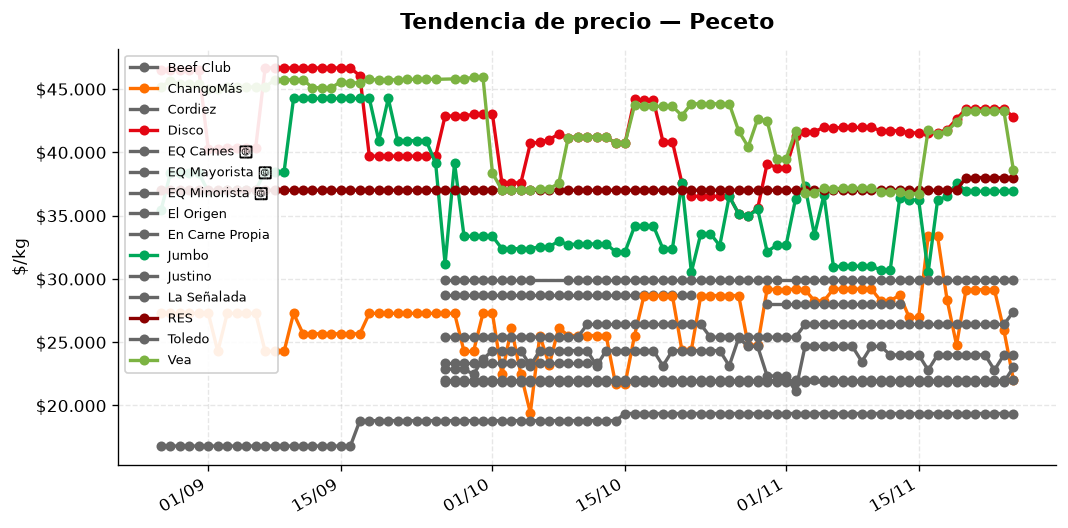 Tendencia de precio — Peceto
$/kg
$45.000
$40.000
$35.000
$30.000
$25.000
$20.000
Beef Club
ChangoMás
Cordiez
Disco
EQ Carnes
EQ Mayorista
EQ Minorista
El Origen
En Carne Propia
Jumbo
Justino
La Señalada
RES
Toledo
Vea
01/09
15/09
01/10
15/10
01/11
15/11